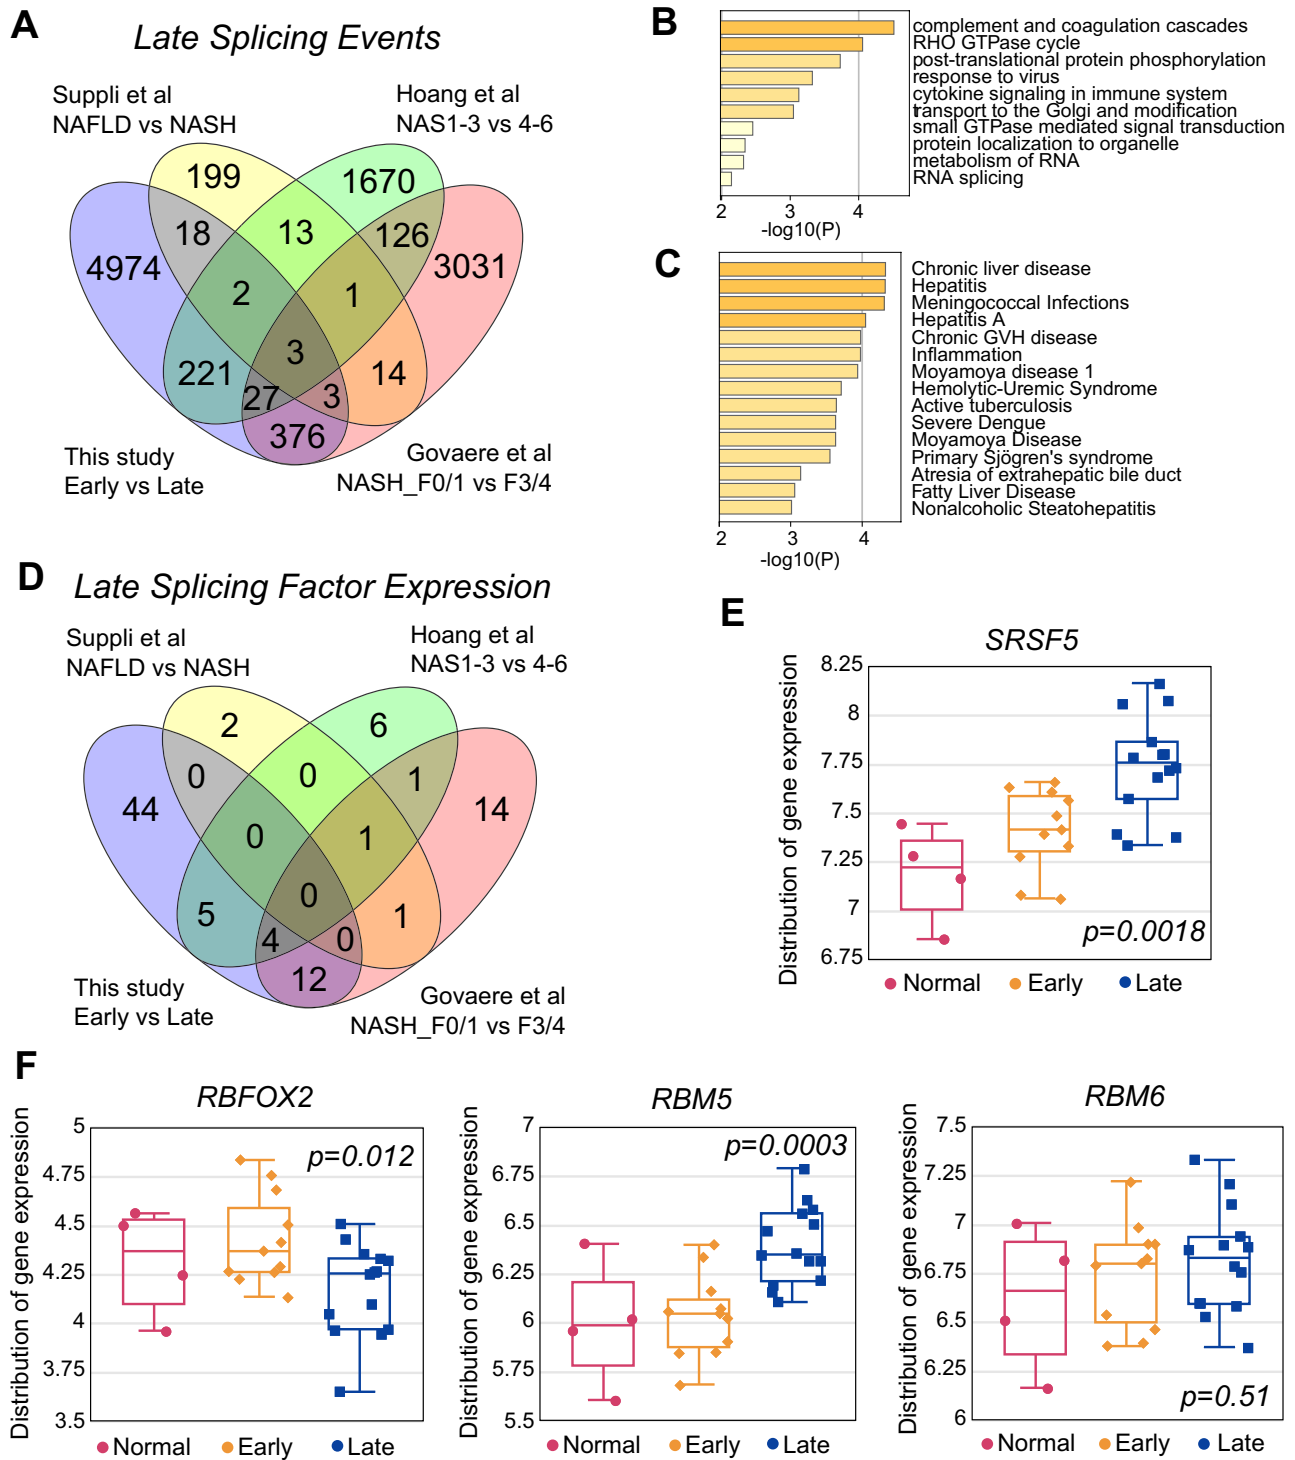 A
Late Splicing Events
Suppli et al
NAFLD vs NASH
Hoang et al
NAS1-3 vs 4-6
199
1670
18
13
126
4974
3031
2
1
3
221
14
27
3
376
This study
Early vs Late
Govaere et al
NASH_F0/1 vs F3/4
B
complement and coagulation cascades
RHO GTPase cycle
post-translational protein phosphorylation
response to virus
cytokine signaling in immune system
transport to the Golgi and modification
small GTPase mediated signal transduction
protein localization to organelle
metabolism of RNA
RNA splicing
2 3 4
-log10(P)
C
Chronic liver disease
Hepatitis
Meningococcal Infections
Hepatitis A
Chronic GVH disease
Inflammation
Moyamoya disease 1
Hemolytic-Uremic Syndrome
Active tuberculosis
Severe Dengue
Moyamoya Disease
Primary Sjögren's syndrome
Atresia of extrahepatic bile duct
Fatty Liver Disease
Nonalcoholic Steatohepatitis
2 3 4
-log10(P)
D
Late Splicing Factor Expression
Suppli et al
NAFLD vs NASH
Hoang et al
NAS1-3 vs 4-6
2
6
0
0
1
44
14
0
1
0
5
1
4
0
12
This study
Early vs Late
Govaere et al
NASH_F0/1 vs F3/4
E
SRSF5
Distribution of gene expression
8.25
8
7.75
7.5
7.25
7
6.75
p=0.0018
Normal Early Late
F
RBFOX2
Distribution of gene expression
5
4.75
4.5
4.25
4
3.75
3.5
p=0.012
Normal Early Late
RBM5
Distribution of gene expression
7
6.75
6.5
6.25
6
5.75
5.5
p=0.0003
Normal Early Late
RBM6
Distribution of gene expression
7.5
7.25
7
6.75
6.5
6.25
6
p=0.51
Normal Early Late